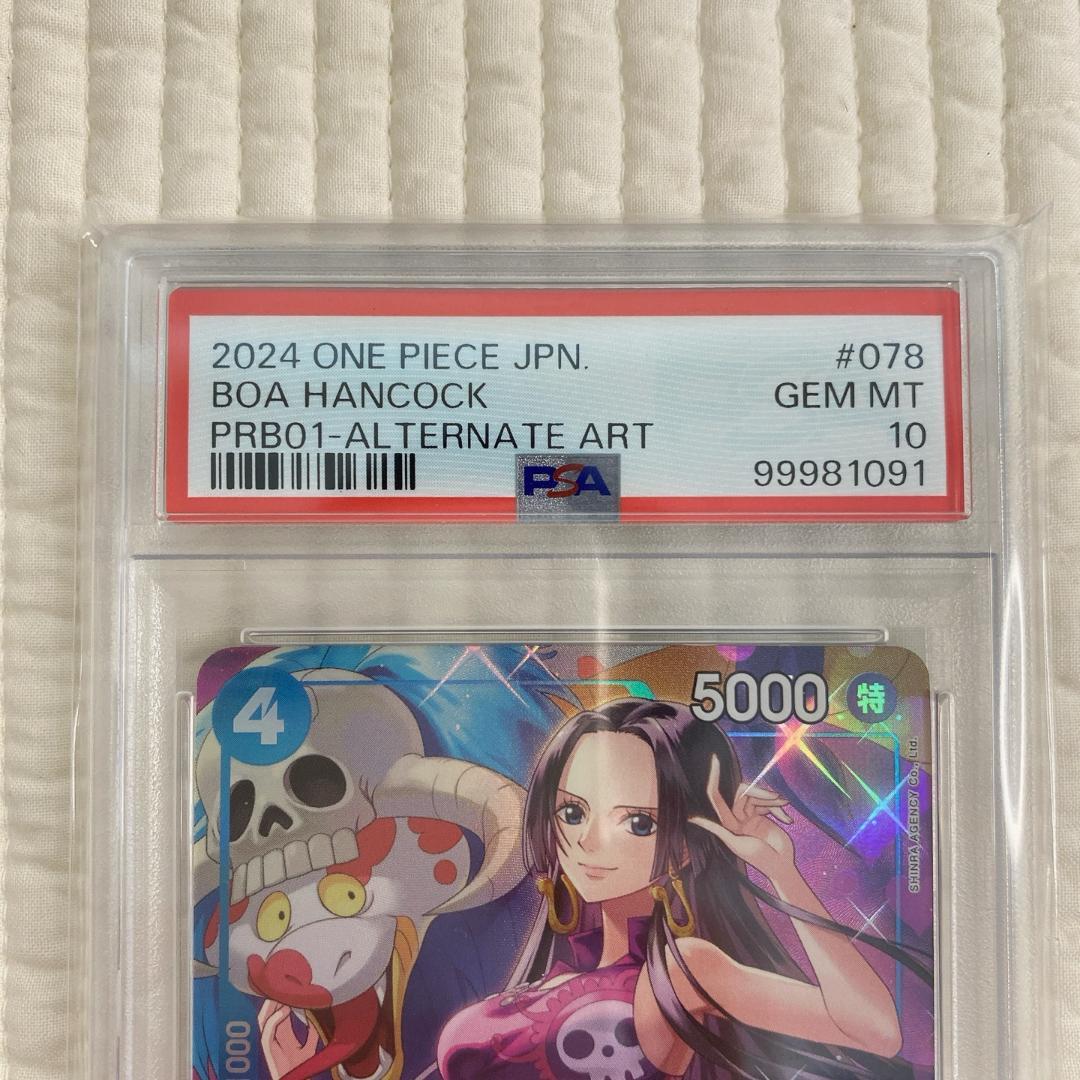 2024 ONE PIECE JPN. #078
BOA HANCOCK GEM MT
PRB01-ALTERNATE ART 10
PSA 99981091
4 5000 特
SHINRA AGENCY Co., Ltd.
1000